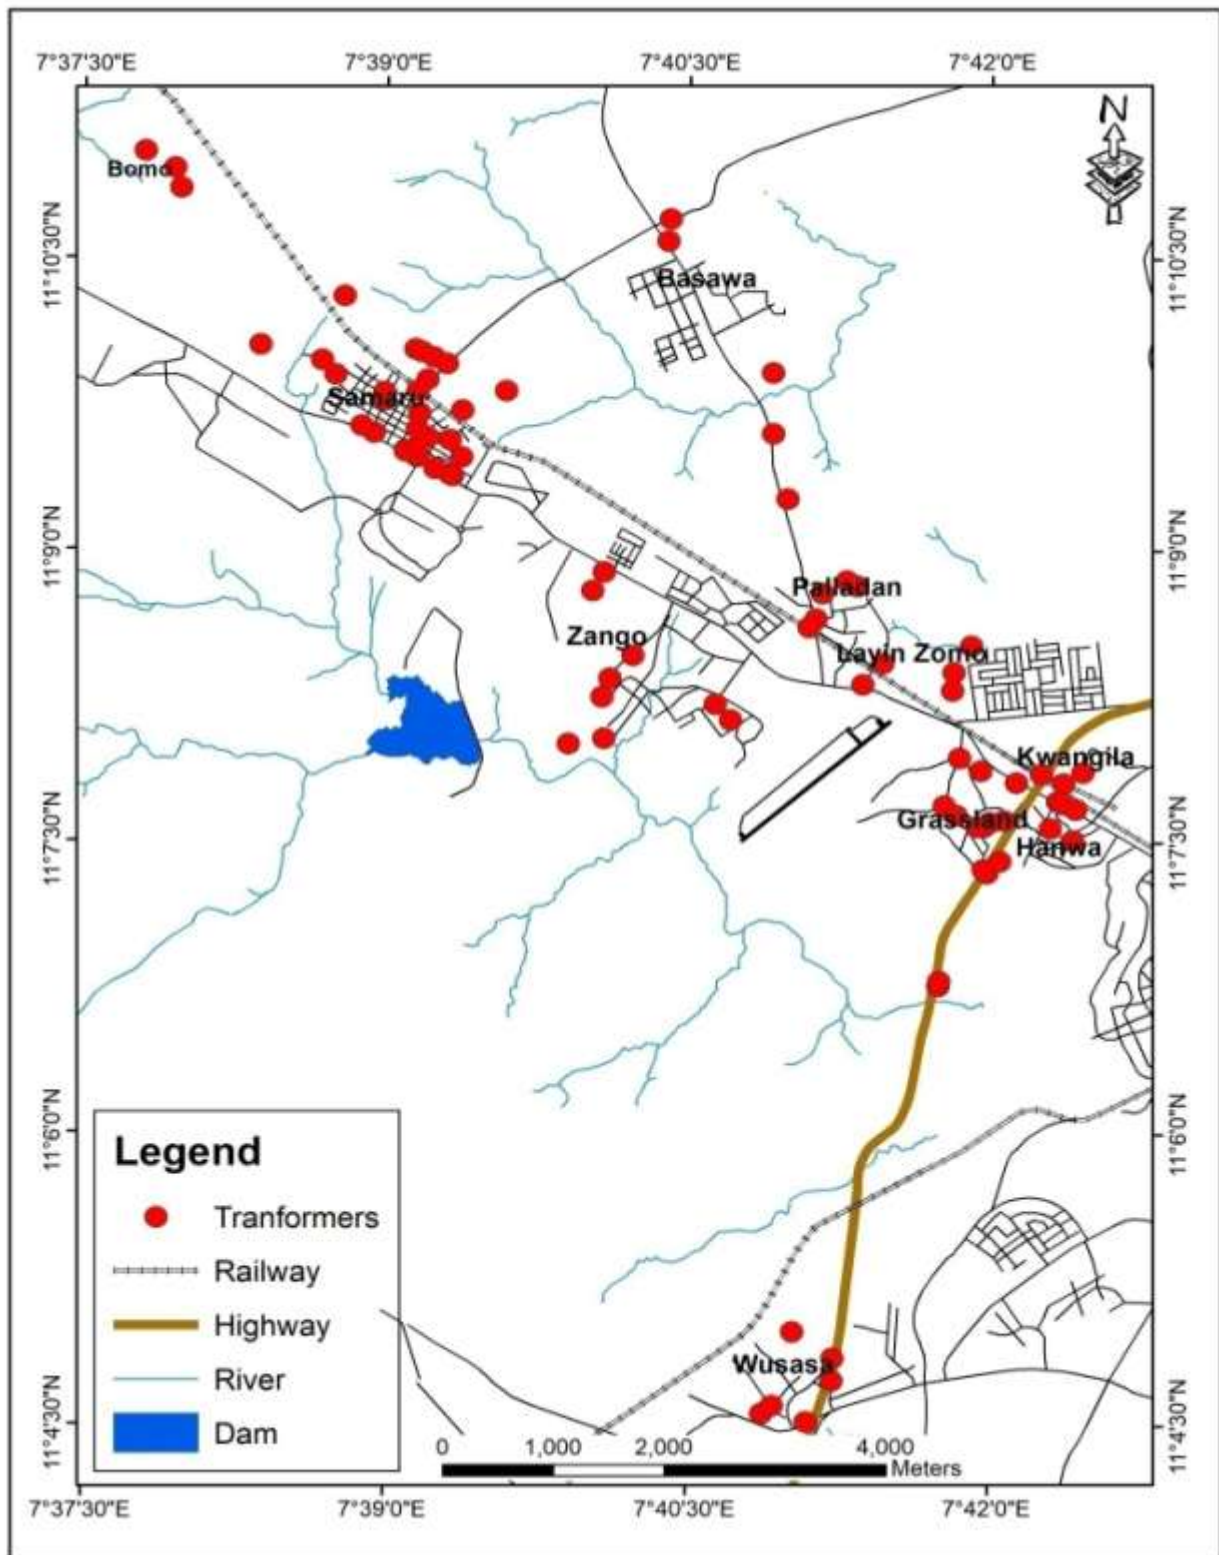 7°37'30"E 7°39'0"E 7°40'30"E 7°42'0"E
N
Bomo
11°10'30"N
11°10'30"N
Basawa
Samaru
11°9'0"N
11°9'0"N
Palladan
Zango
Layin Zomo
Kwangila
Grassland
Hanwa
11°7'30"N
11°7'30"N
11°6'0"N
11°6'0"N
Legend
Tranformers
Railway
Highway
River
Dam
Wusasa
11°4'30"N
11°4'30"N
0 1,000 2,000 4,000
Meters
7°37'30"E 7°39'0"E 7°40'30"E 7°42'0"E